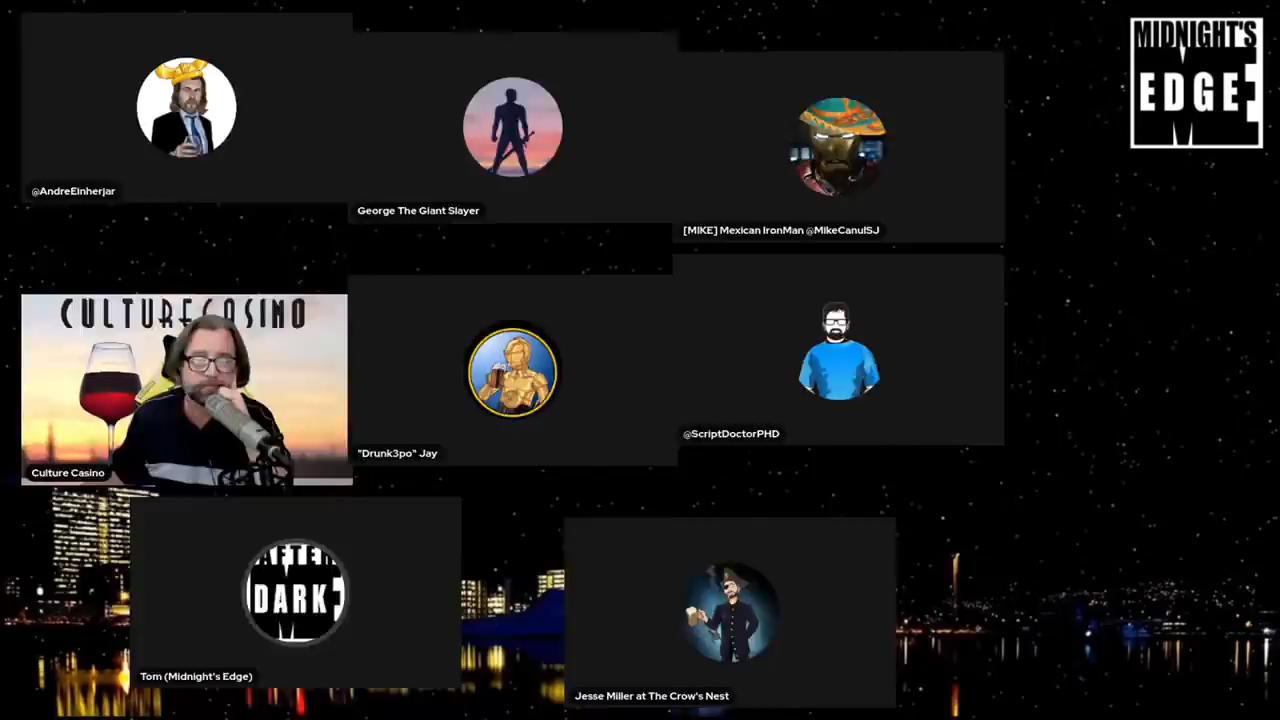 MIDNIGHT'S
EDGE
@AndreEinherjar
George The Giant Slayer
[MIKE] Mexican IronMan @MikeCanulSJ
CULTURE CASINO
Culture Casino
"Drunk3po" Jay
@ScriptDoctorPHD
AFTER
DARK
Tom (Midnight's Edge)
Jesse Miller at The Crow's Nest